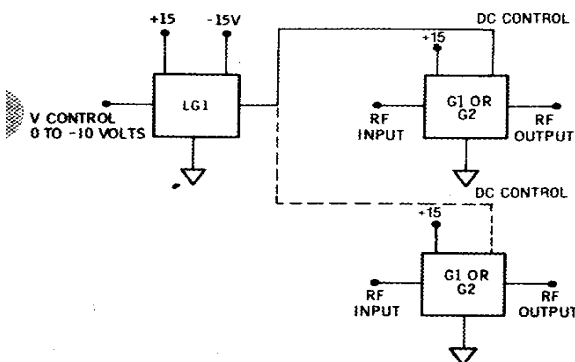 +15
-15V
DC CONTROL
+15
LG1
G1 OR
G2
V CONTROL
0 TO -10 VOLTS
RF
INPUT
RF
OUTPUT
DC CONTROL
+15
G1 OR
G2
RF
INPUT
RF
OUTPUT